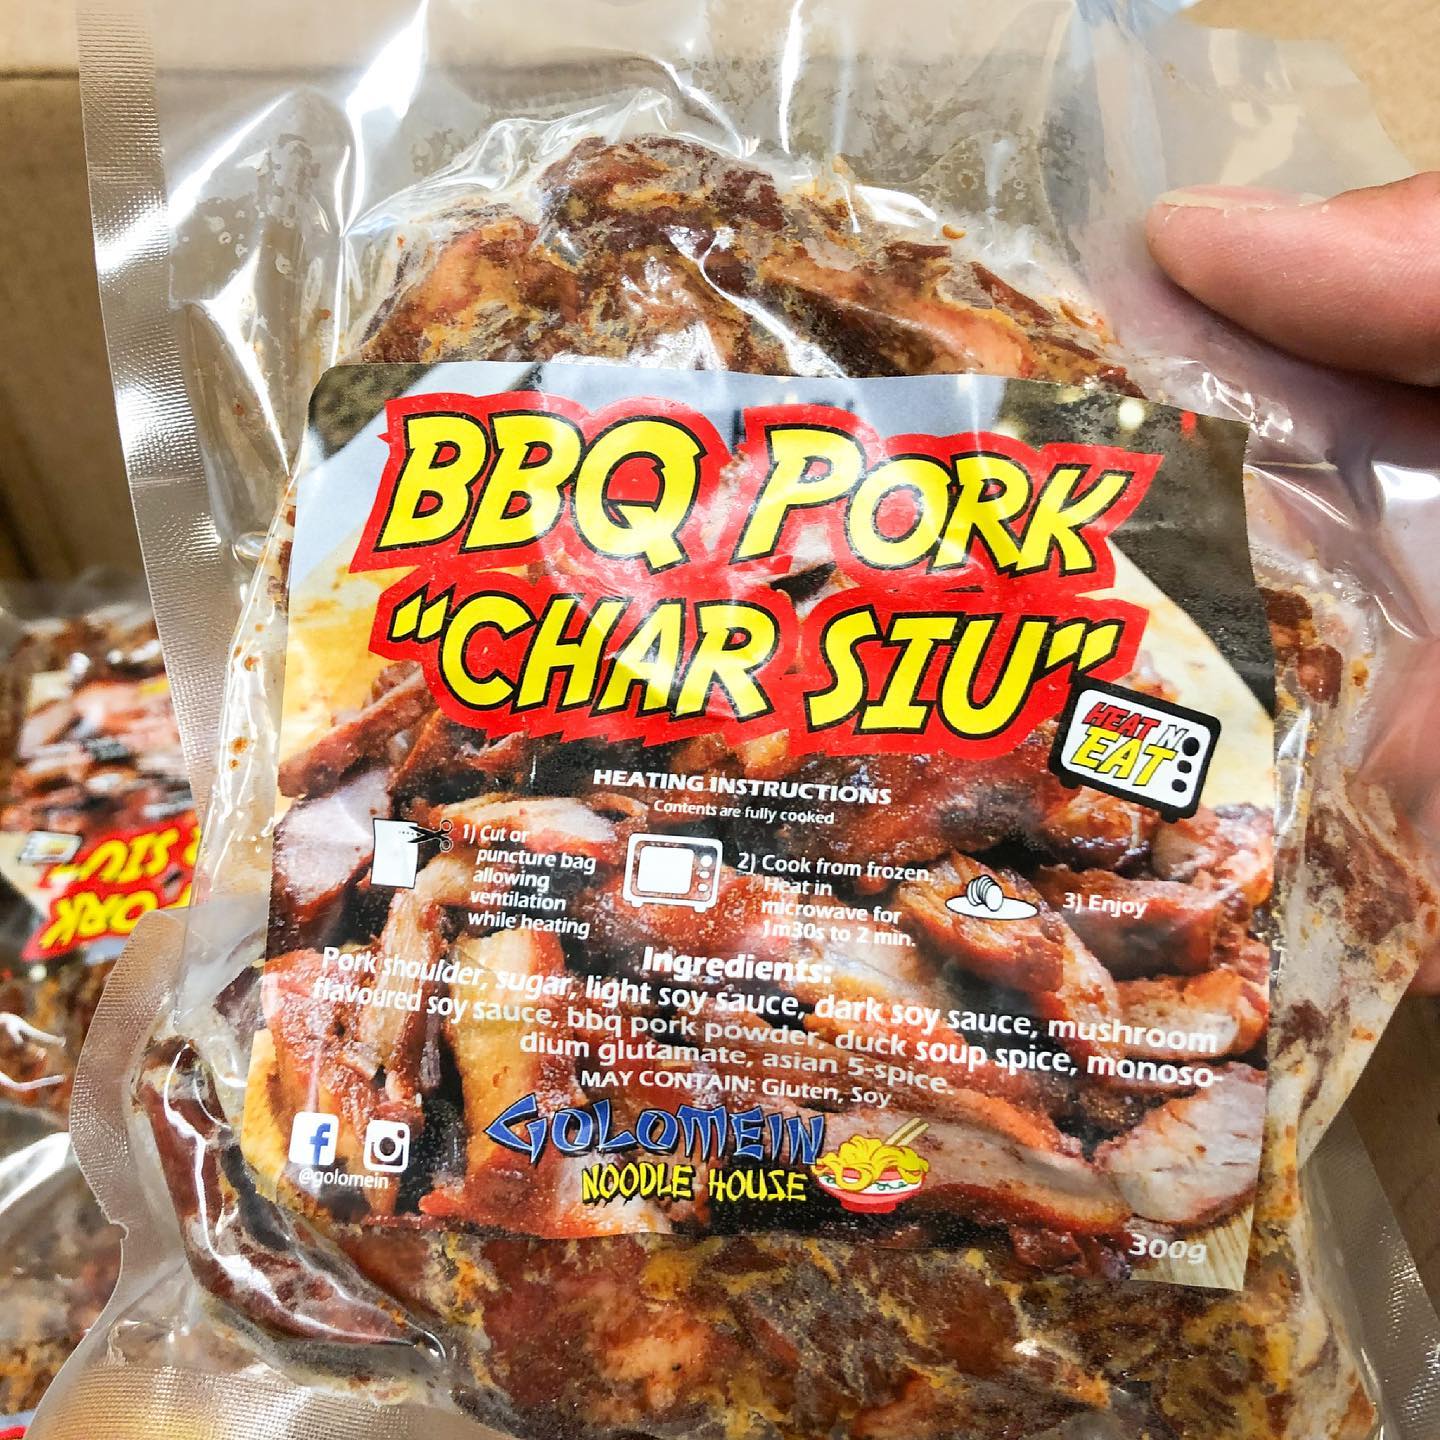 BBQ PORK
"CHAR SIU"
HEAT N
EAT
HEATING INSTRUCTIONS
Contents are fully cooked
1) Cut or
puncture bag
allowing
ventilation
while heating
2) Cook from frozen.
Heat in
microwave for
1m30s to 2 min.
3) Enjoy
Ingredients:
Pork shoulder, sugar, light soy sauce, dark soy sauce, mushroom
flavoured soy sauce, bbq pork powder, duck soup spice, monoso-
dium glutamate, asian 5-spice.
MAY CONTAIN: Gluten, Soy
f
@golomein
GOLOMEIN
NOODLE HOUSE
300g
PORK
SIU